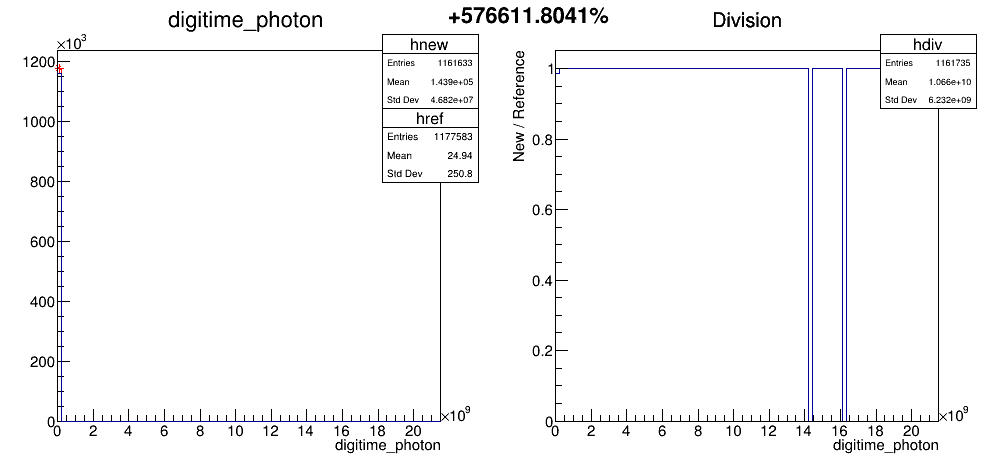 +576611.8041%
digitime_photon
×10³
hnew
Entries 1161633
Mean 1.439e+05
Std Dev 4.682e+07
href
Entries 1177583
Mean 24.94
Std Dev 250.8
1200
1000
800
600
400
200
0
0 2 4 6 8 10 12 14 16 18 20
×10⁹
digitime_photon
Division
hdiv
Entries 1161735
Mean 1.066e+10
Std Dev 6.232e+09
New / Reference
1
0.8
0.6
0.4
0.2
0
0 2 4 6 8 10 12 14 16 18 20
×10⁹
digitime_photon